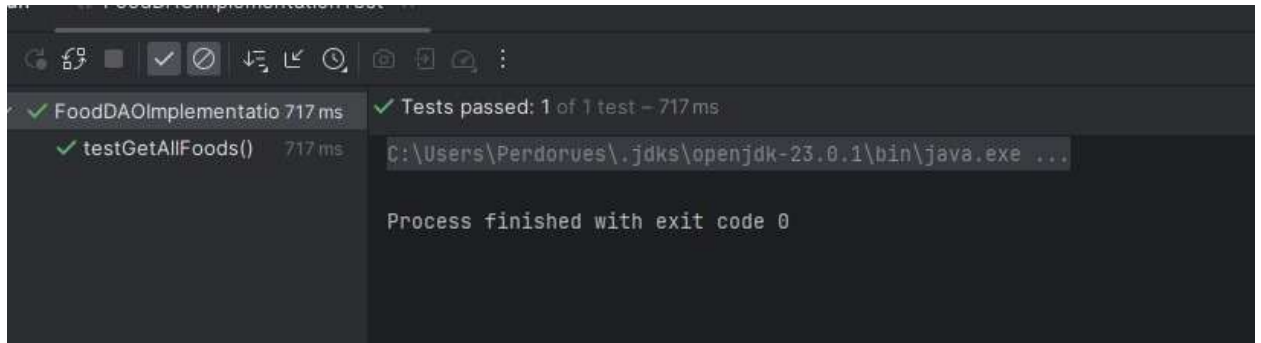 FoodDAOImplementationTest
FoodDAOImplementatio 717 ms
Tests passed: 1 of 1 test – 717 ms
testGetAllFoods() 717 ms
C:\Users\Perdorues\.jdks\openjdk-23.0.1\bin\java.exe ...
Process finished with exit code 0